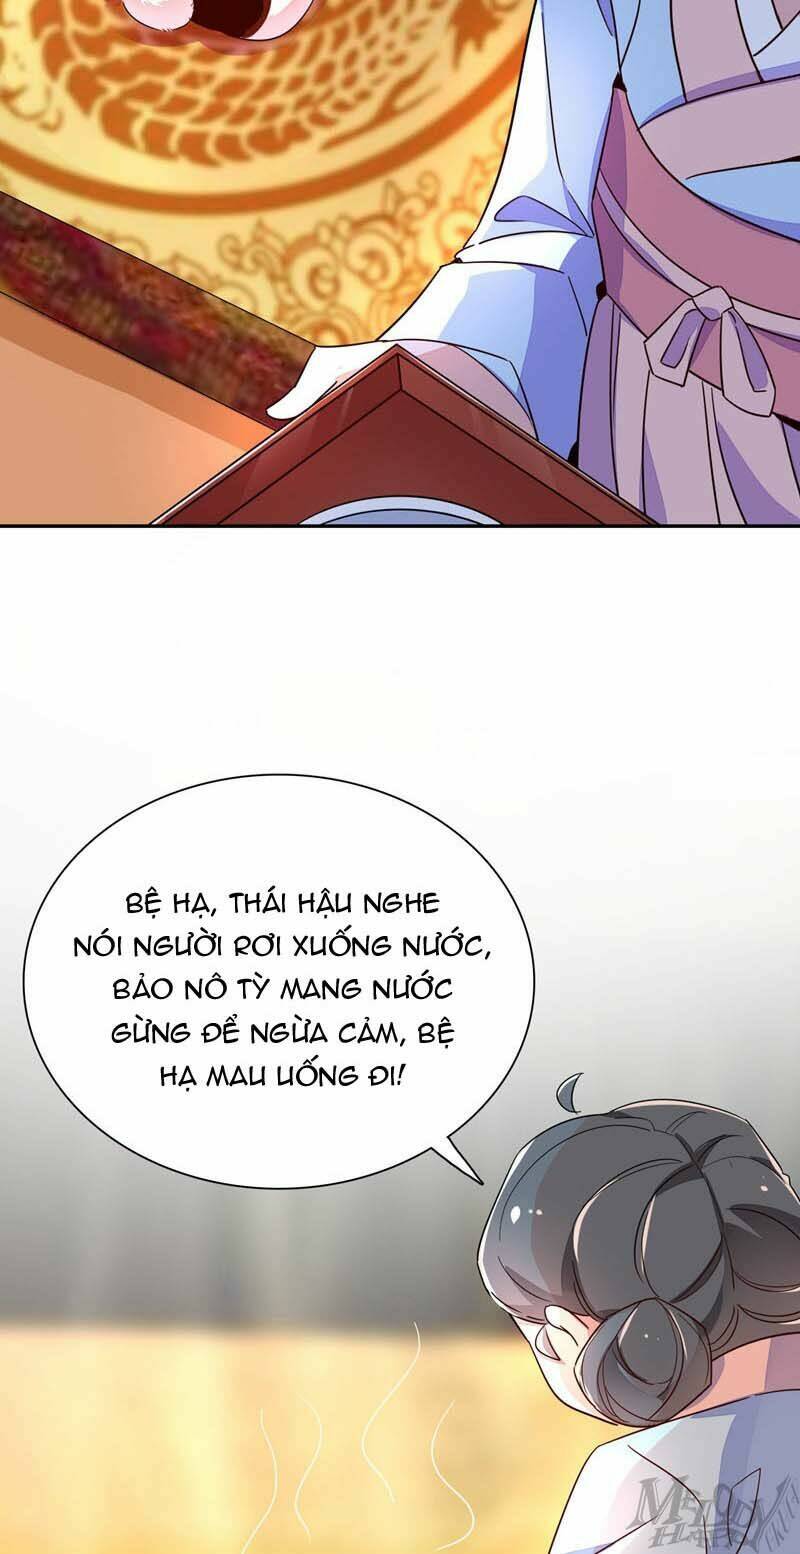 BỆ HẠ, THÁI HẬU NGHE
NÓI NGƯỜI RƠI XUỐNG NƯỚC,
BẢO NÔ TỲ MANG NƯỚC
GỪNG ĐỂ NGỪA CẢM, BỆ
HẠ MAU UỐNG ĐI!